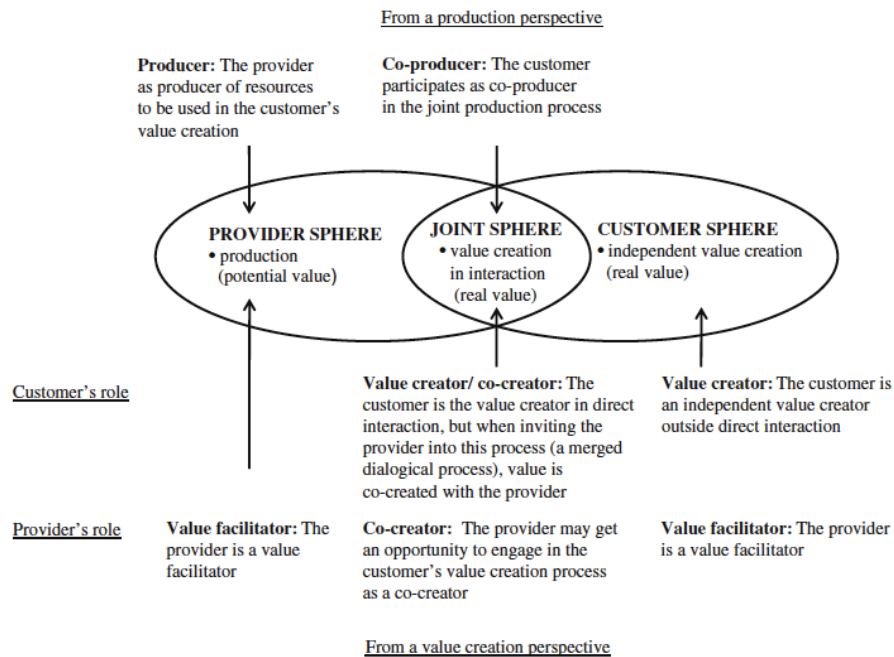 From a production perspective
Producer: The provider
as producer of resources
to be used in the customer's
value creation
Co-producer: The customer
participates as co-producer
in the joint production process
PROVIDER SPHERE
• production
(potential value)
JOINT SPHERE
• value creation
in interaction
(real value)
CUSTOMER SPHERE
• independent value creation
(real value)
Customer's role
Value creator/ co-creator: The
customer is the value creator in direct
interaction, but when inviting the
provider into this process (a merged
dialogical process), value is
co-created with the provider
Value creator: The customer is
an independent value creator
outside direct interaction
Provider's role
Value facilitator: The
provider is a value
facilitator
Co-creator: The provider may get
an opportunity to engage in the
customer's value creation process
as a co-creator
Value facilitator: The provider
is a value facilitator
From a value creation perspective